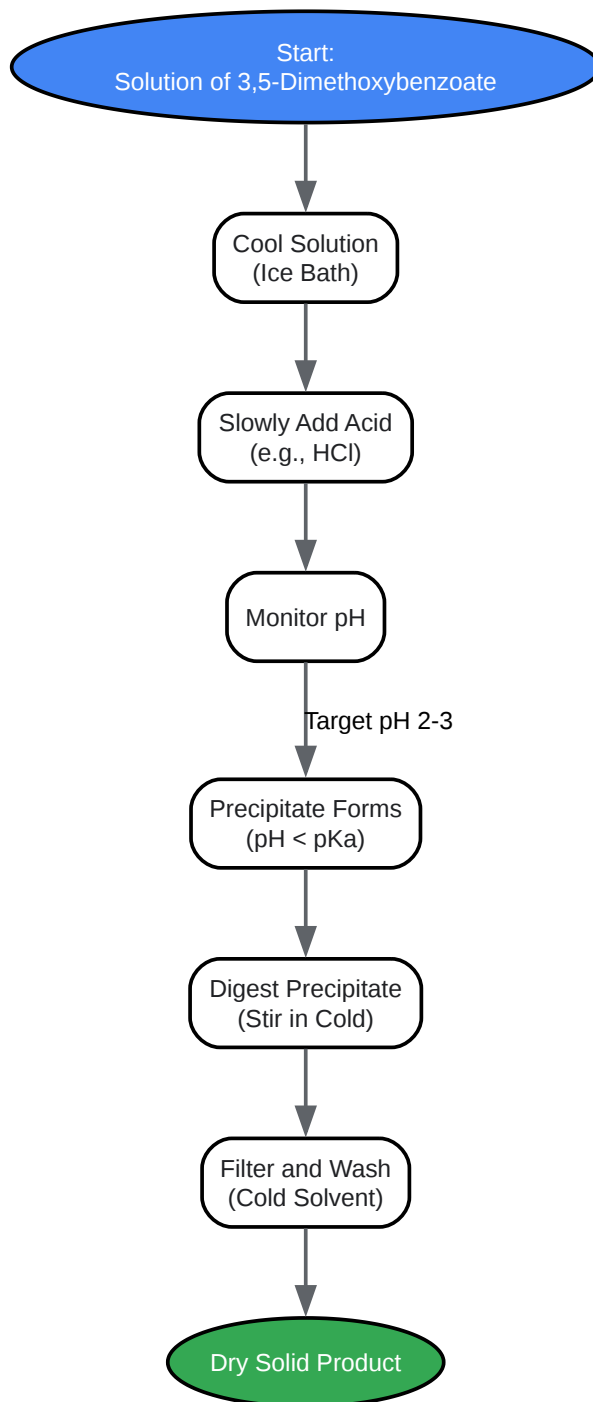 Start:
Solution of 3,5-Dimethoxybenzoate
Cool Solution
(Ice Bath)
Slowly Add Acid
(e.g., HCl)
Monitor pH
Target pH 2-3
Precipitate Forms
(pH < pKa)
Digest Precipitate
(Stir in Cold)
Filter and Wash
(Cold Solvent)
Dry Solid Product